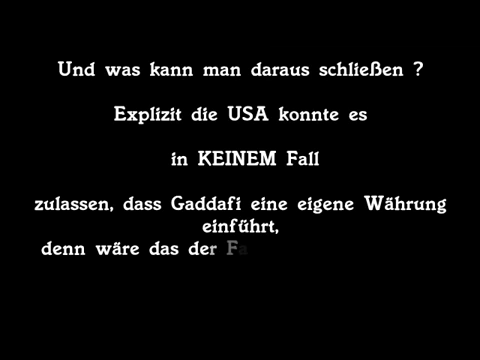 Und was kann man daraus schließen ?
Explizit die USA konnte es
in KEINEM Fall
zulassen, dass Gaddafi eine eigene Währung
einführt,
denn wäre das der Fa